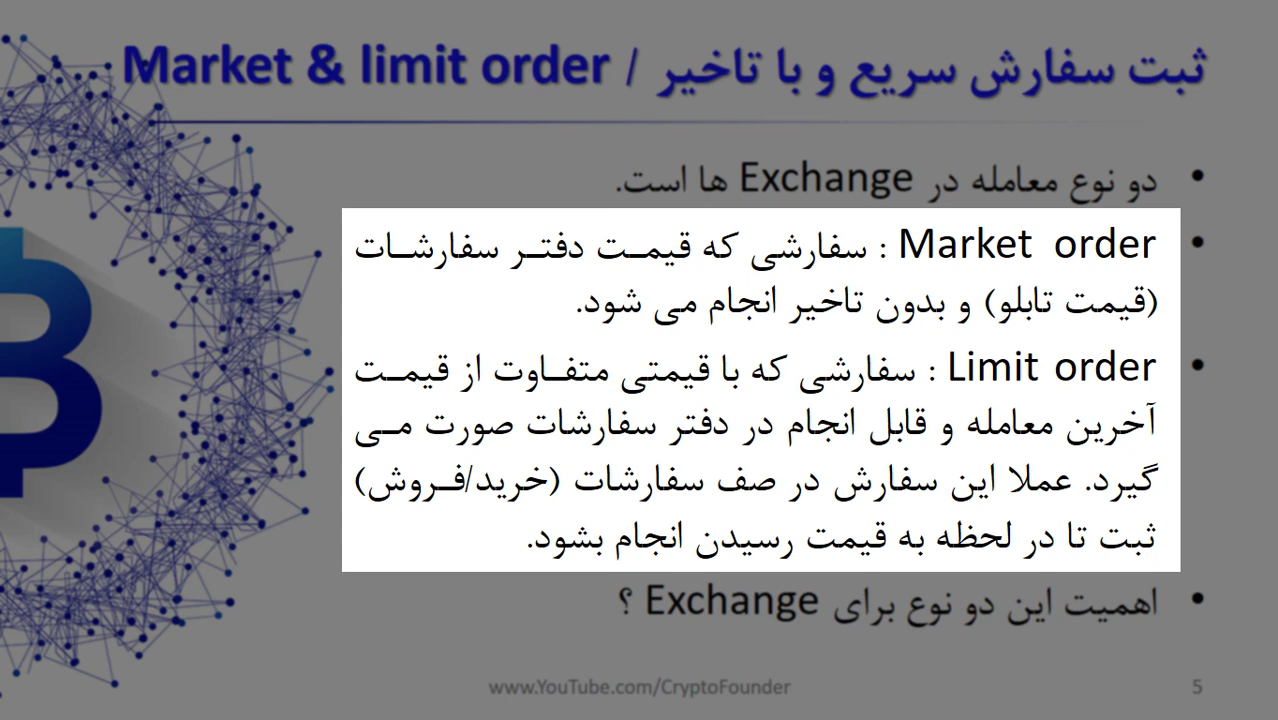 ثبت سفارش سریع و با تاخیر / Market & limit order
• دو نوع معامله در Exchange ها است.
• Market order : سفارشی که قیمت دفتر سفارشات
(قیمت تابلو) و بدون تاخیر انجام می شود.
• Limit order : سفارشی که با قیمتی متفاوت از قیمت
آخرین معامله و قابل انجام در دفتر سفارشات صورت می
گیرد. عملا این سفارش در صف سفارشات (خرید/فروش)
ثبت تا در لحظه به قیمت رسیدن انجام بشود.
• اهمیت این دو نوع برای Exchange ؟
www.YouTube.com/CryptoFounder
5